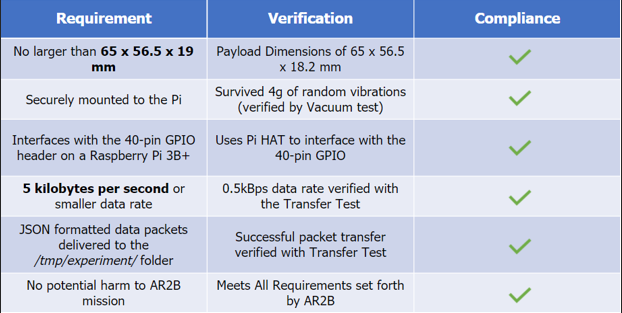 Requirement
Verification
Compliance
No larger than 65 x 56.5 x 19
mm
Payload Dimensions of 65 x 56.5
x 18.2 mm
Securely mounted to the Pi
Survived 4g of random vibrations
(verified by Vacuum test)
Interfaces with the 40-pin GPIO
header on a Raspberry Pi 3B+
Uses Pi HAT to interface with the
40-pin GPIO
5 kilobytes per second or
smaller data rate
0.5kBps data rate verified with
the Transfer Test
JSON formatted data packets
delivered to the
/tmp/experiment/ folder
Successful packet transfer
verified with Transfer Test
No potential harm to AR2B
mission
Meets All Requirements set forth
by AR2B